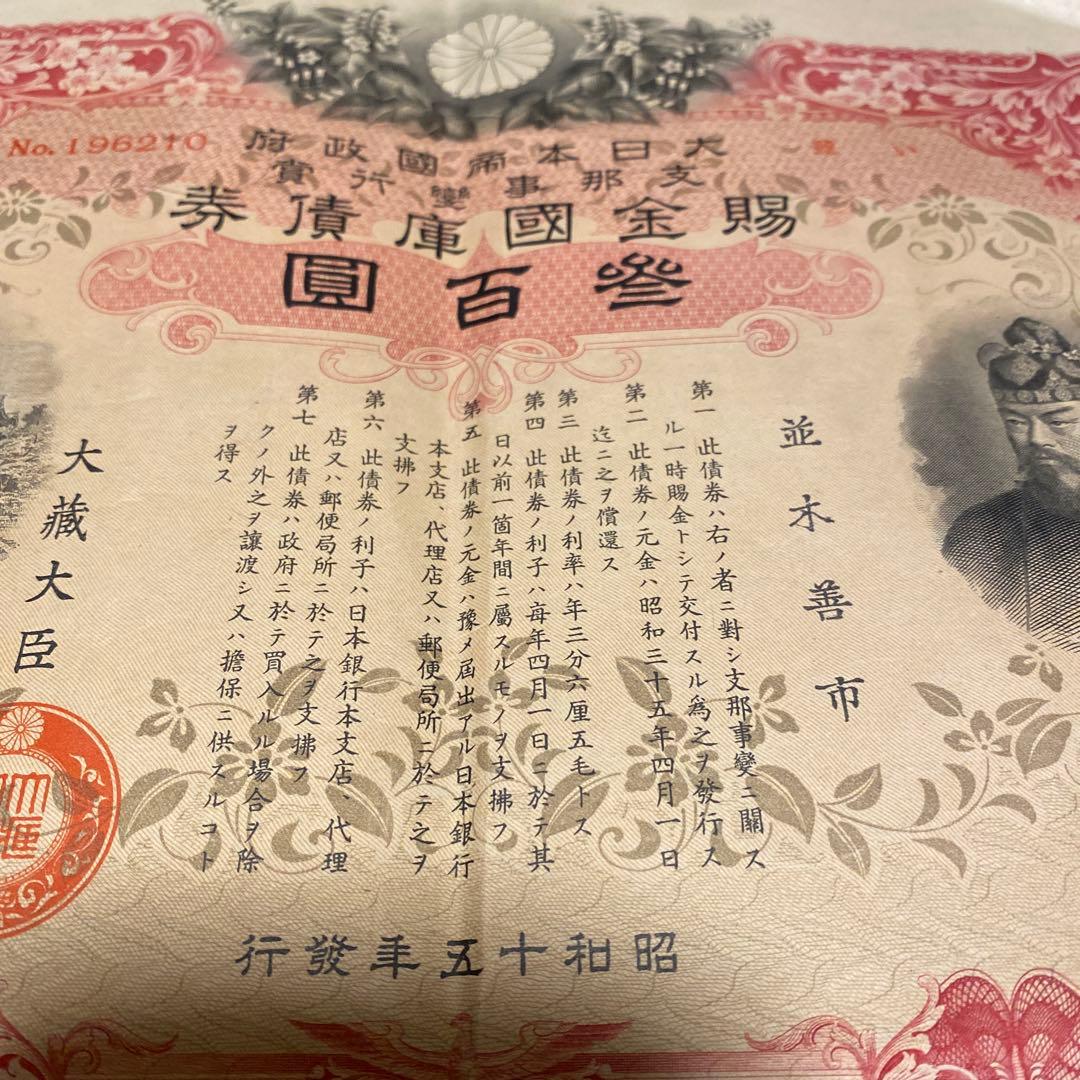 No. 196210
い號
大日本帝國政府
支那事變行賞
賜金國庫債券
叄百圓
並木善市
第一 此債券ハ右ノ者ニ對シ支那事變ニ關ス
ル一時賜金トシテ交付スル爲之ヲ發行ス
第二 此債券ノ元金ハ昭和三十五年四月一日
迄ニ之ヲ償還ス
第三 此債券ノ利率ハ年三分六厘五毛トス
第四 此債券ノ利子ハ每年四月一日ニ於テ其
日以前一箇年間ニ屬スルモノヲ支拂フ
第五 此債券ノ元金ハ豫メ屆出アル日本銀行
本支店、代理店又ハ郵便局所ニ於テ之ヲ
支拂フ
第六 此債券ノ利子ハ日本銀行本支店、代理
店又ハ郵便局所ニ於テ之ヲ支拂フ
第七 此債券ハ政府ニ於テ買入ルル場合ヲ除
クノ外之ヲ讓渡シ又ハ擔保ニ供スルコト
ヲ得ス
大藏大臣
昭和十五年發行